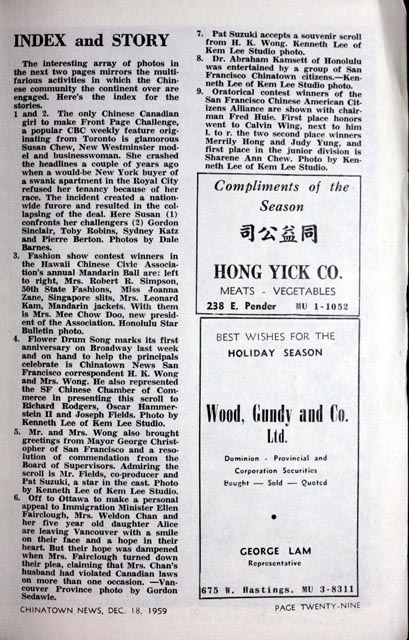 INDEX and STORY
The interesting array of photos in
the next two pages mirrors the multi-
farious activities in which the Chin-
ese community the continent over are
engaged. Here's the index for the
stories.
1 and 2. The only Chinese Canadian
girl to make Front Page Challenge,
a popular CBC weekly feature orig-
inating from Toronto is glamorous
Susan Chew, New Westminster mod-
el and businesswoman. She crashed
the headlines a couple of years ago
when a would-be New York buyer of
a swank apartment in the Royal City
refused her tenancy because of her
race. The incident created a nation-
wide furore and resulted in the col-
lapsing of the deal. Here Susan (1)
confronts her challengers (2) Gordon
Sinclair, Toby Robins, Sydney Katz
and Pierre Berton. Photos by Dale
Barnes.
3. Fashion show contest winners in
the Hawaii Chinese Civic Associa-
tion's annual Mandarin Ball are: left
to right, Mrs. Robert R. Simpson,
50th State Fashions, Miss Joanna
Zane, Singapore slits, Mrs. Leonard
Kam, Mandarin jackets. With them
is Mrs. Mee Chow Doo, new presid-
ent of the Association. Honolulu Star
Bulletin photo.
4. Flower Drum Song marks its first
anniversary on Broadway last week
and on hand to help the principals
celebrate is Chinatown News San
Francisco correspondent H. K. Wong
and Mrs. Wong. He also represented
the SF Chinese Chamber of Com-
merce in presenting this scroll to
Richard Rodgers, Oscar Hammer-
stein II and Joseph Fields. Photo by
Kenneth Lee of Kem Lee Studio.
5. Mr. and Mrs. Wong also brought
greetings from Mayor George Christ-
opher of San Francisco and a reso-
lution of commendation from the
Board of Supervisors. Admiring the
scroll is Mr. Fields, co-producer and
Pat Suzuki, a star in the cast. Photo
by Kenneth Lee of Kem Lee Studio.
6. Off to Ottawa to make a personal
appeal to Immigration Minister Ellen
Fairclough, Mrs. Weldon Chan and
her five year old daughter Alice
are leaving Vancouver with a smile
on their face and a hope in their
heart. But their hope was dampened
when Mrs. Fairclough turned down
their plea, claiming that Mrs. Chan's
husband had violated Canadian laws
on more than one occasion. —Van-
couver Province photo by Gordon
Sedawie.
7. Pat Suzuki accepts a souvenir scroll
from H. K. Wong. Kenneth Lee of
Kem Lee Studio photo.
8. Dr. Abraham Kamsett of Honolulu
was entertained by a group of San
Francisco Chinatown citizens.—Ken-
neth Lee of Kem Lee Studio photo.
9. Oratorical contest winners of the
San Francisco Chinese American Cit-
izens Alliance are shown with chair-
man Fred Huie. First place honors
went to Calvin Wing, next to him
l. to r. the two second place winners
Merrily Hong and Judy Yung, and
first place in the junior division is
Sharene Ann Chew. Photo by Ken-
neth Lee of Kem Lee Studio.
Compliments of the
Season
司公益同
HONG YICK CO.
MEATS - VEGETABLES
238 E. Pender MU 1-1052
BEST WISHES FOR THE
HOLIDAY SEASON
Wood, Gundy and Co.
Ltd.
Dominion - Provincial and
Corporation Securities
Bought — Sold — Quoted
GEORGE LAM
Representative
675 W. Hastings. MU 3-8311
CHINATOWN NEWS, DEC. 18, 1959
PAGE TWENTY-NINE